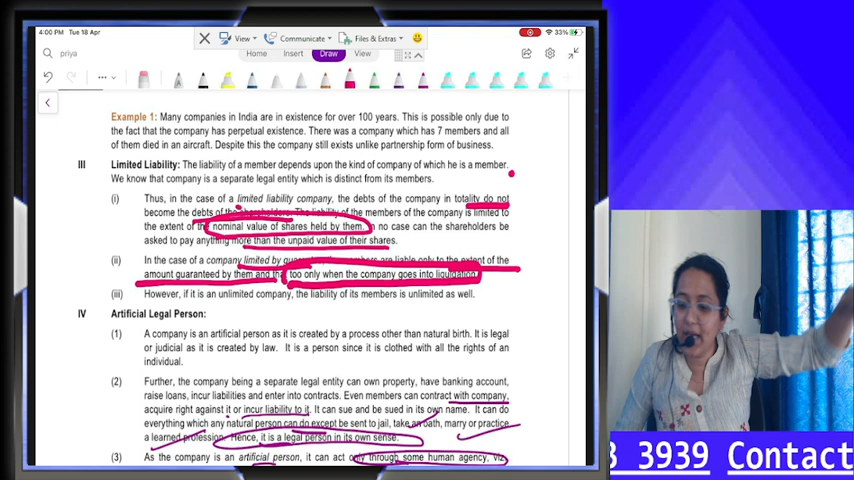 4:00 PM Tue 18 Apr
33%
View Communicate Files & Extras
priya
Home Insert Draw View
Example 1: Many companies in India are in existence for over 100 years. This is possible only due to
the fact that the company has perpetual existence. There was a company which has 7 members and all
of them died in an aircraft. Despite this the company still exists unlike partnership form of business.
III Limited Liability: The liability of a member depends upon the kind of company of which he is a member.
We know that company is a separate legal entity which is distinct from its members.
(i) Thus, in the case of a limited liability company, the debts of the company in totality do not
become the debts of the shareholders. The liability of the members of the company is limited to
the extent of the nominal value of shares held by them. In no case can the shareholders be
asked to pay anything more than the unpaid value of their shares.
(ii) In the case of a company limited by members are liable only to the extent of the
amount guaranteed by them and that too only when the company goes into liquidation.
(iii) However, if it is an unlimited company, the liability of its members is unlimited as well.
IV Artificial Legal Person:
(1) A company is an artificial person as it is created by a process other than natural birth. It is legal
or judicial as it is created by law. It is a person since it is clothed with all the rights of an
individual.
(2) Further, the company being a separate legal entity can own property, have banking account,
raise loans, incur liabilities and enter into contracts. Even members can contract with company,
acquire right against it or incur liability to it. It can sue and be sued in its own name. It can do
everything which any natural person can do except be sent to jail, take an oath, marry or practice
a learned profession. Hence, it is a legal person in its own sense.
(3) As the company is an artificial person, it can act only through some human agency, viz.
3 3939 Contact